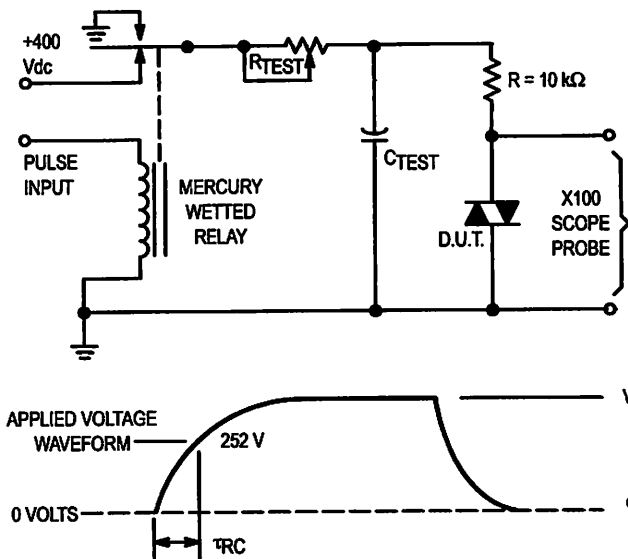 +400
Vdc
RTEST
R = 10 kΩ
CTEST
PULSE
INPUT
MERCURY
WETTED
RELAY
D.U.T.
X100
SCOPE
PROBE
APPLIED VOLTAGE
WAVEFORM
252 V
0 VOLTS
τRC